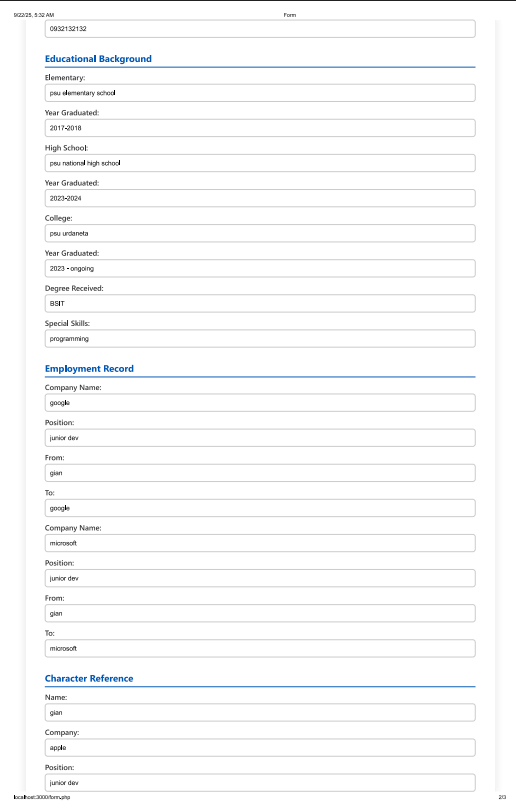 9/22/25, 5:32 AM
Form
0932132132
Educational Background
Elementary:
psu elementary school
Year Graduated:
2017-2018
High School:
psu national high school
Year Graduated:
2023-2024
College:
psu urdaneta
Year Graduated:
2023 - ongoing
Degree Received:
BSIT
Special Skills:
programming
Employment Record
Company Name:
google
Position:
junior dev
From:
gian
To:
google
Company Name:
microsoft
Position:
junior dev
From:
gian
To:
microsoft
Character Reference
Name:
gian
Company:
apple
Position:
junior dev
localhost:3000/form.php
2/3